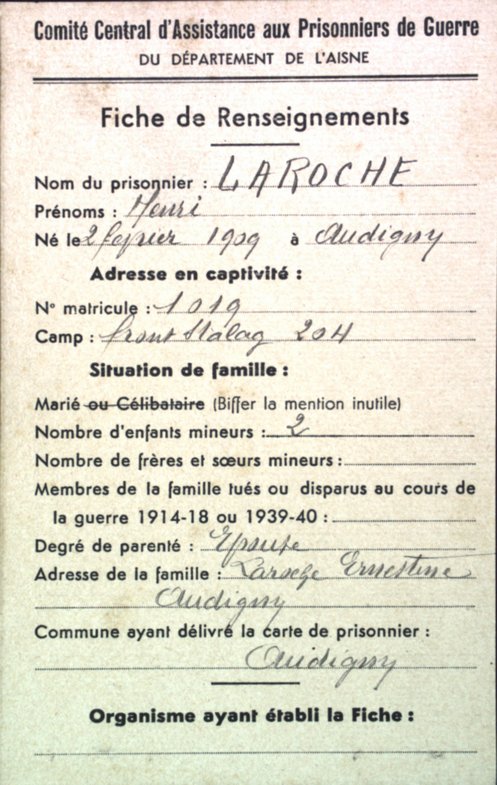 Comité Central d'Assistance aux Prisonniers de Guerre
DU DÉPARTEMENT DE L'AISNE
Fiche de Renseignements
Nom du prisonnier : LAROCHE
Prénoms : Henri
Né le 2 fevrier 1909 à Audigny
Adresse en captivité :
N° matricule : 1019
Camp : front Stalag 204
Situation de famille :
Marié ou Célibataire (Biffer la mention inutile)
Nombre d'enfants mineurs : 2
Nombre de frères et sœurs mineurs :
Membres de la famille tués ou disparus au cours de
la guerre 1914-18 ou 1939-40 :
Degré de parenté : Epouse
Adresse de la famille : Laroche Ernestine
Audigny
Commune ayant délivré la carte de prisonnier :
Audigny
Organisme ayant établi la Fiche :